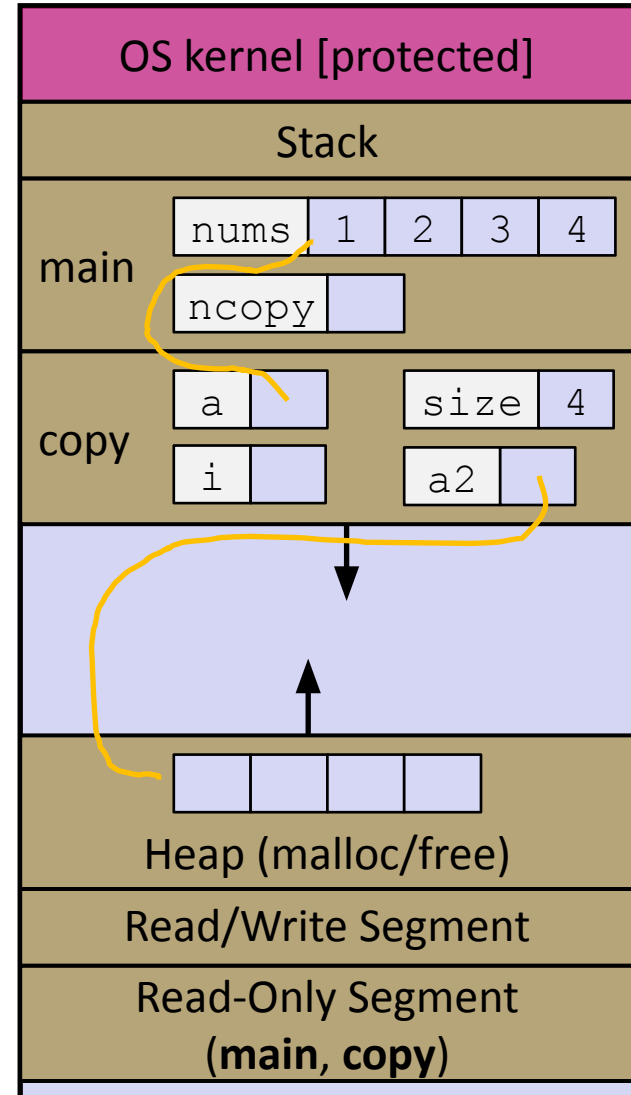 OS kernel [protected]
Stack
main
nums 1 2 3 4
ncopy
copy
a size 4
i a2
Heap (malloc/free)
Read/Write Segment
Read-Only Segment
(main, copy)